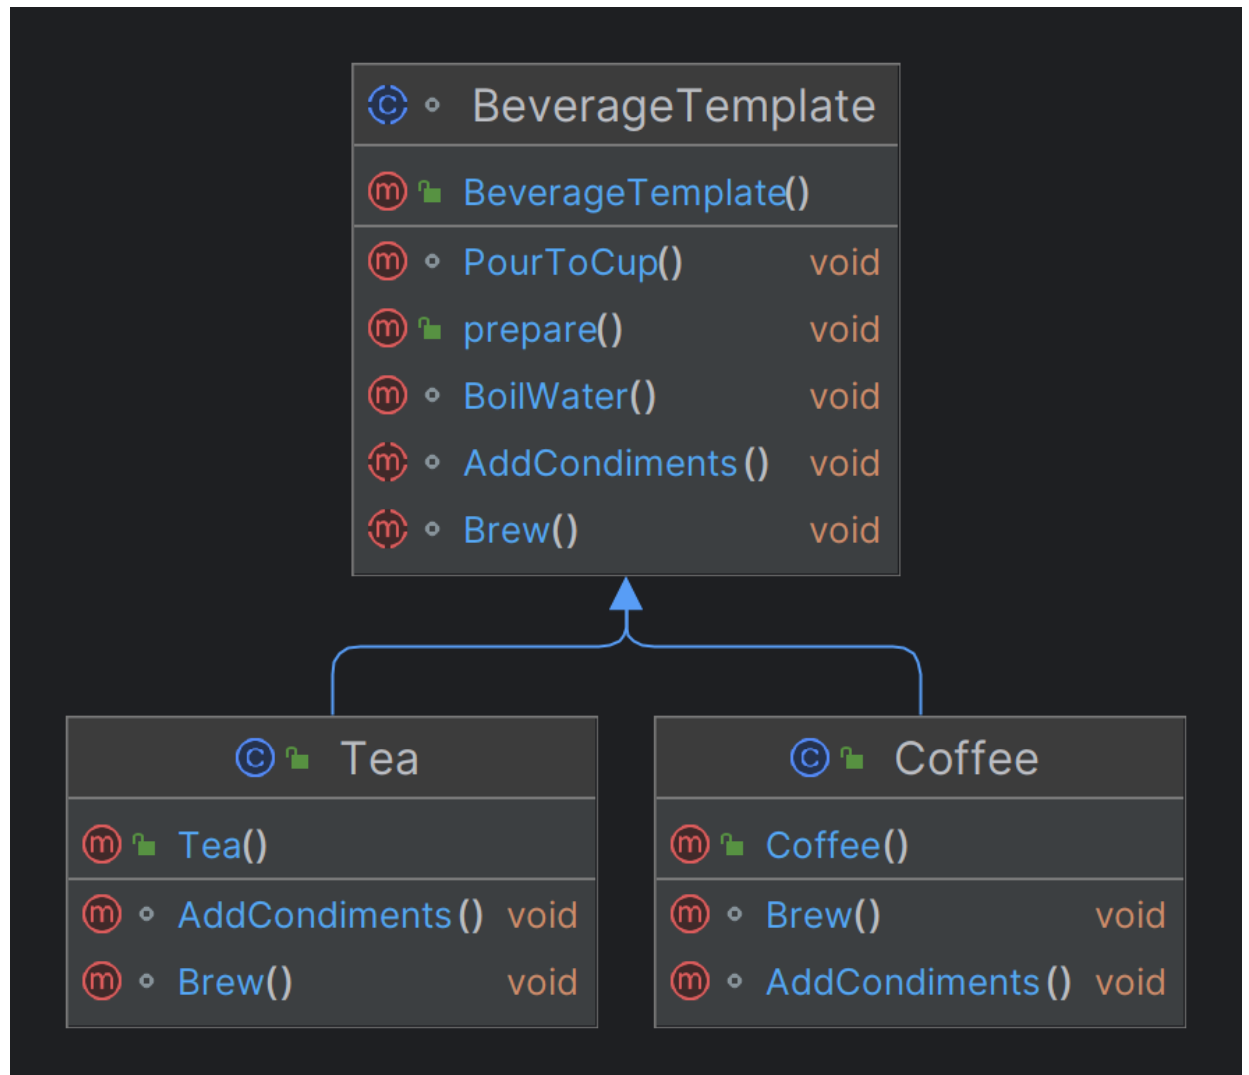 BeverageTemplate
BeverageTemplate()
PourToCup() void
prepare() void
BoilWater() void
AddCondiments() void
Brew() void
Tea
Tea()
AddCondiments() void
Brew() void
Coffee
Coffee()
Brew() void
AddCondiments() void